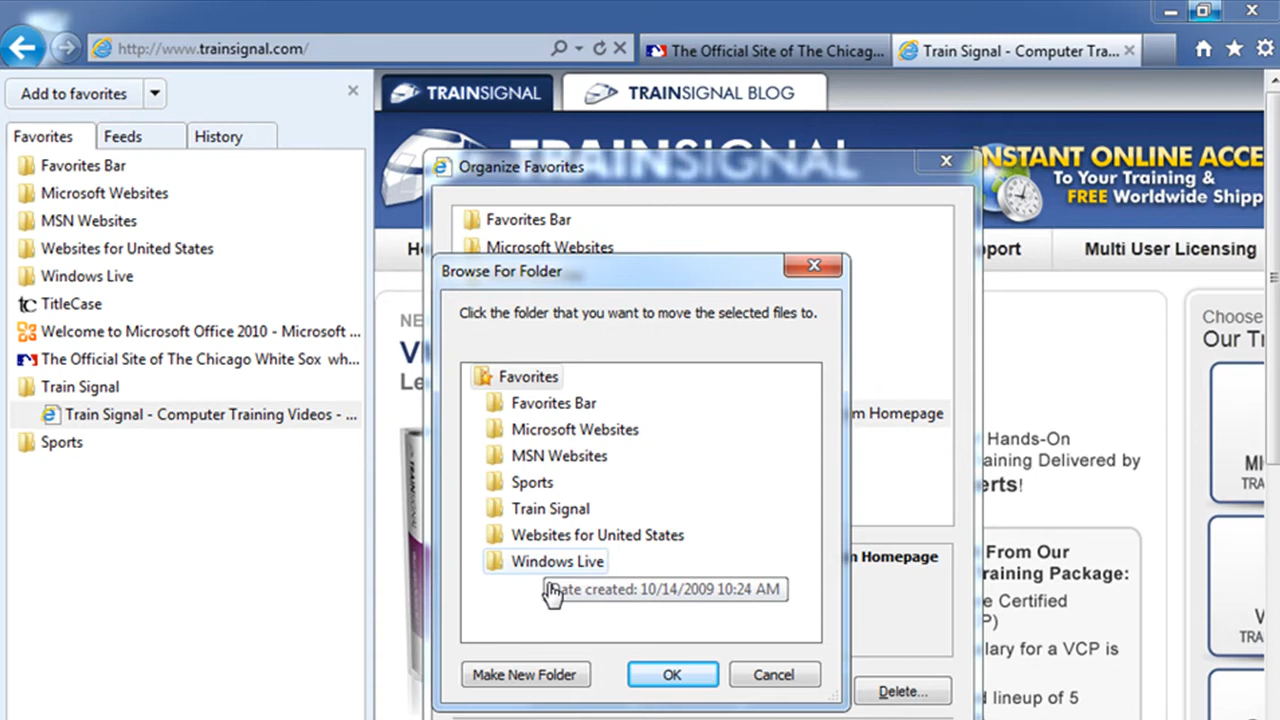 http://www.trainsignal.com/
The Official Site of The Chicag...
Train Signal - Computer Tra...
Add to favorites
Favorites
Feeds
History
Favorites Bar
Microsoft Websites
MSN Websites
Websites for United States
Windows Live
TitleCase
Welcome to Microsoft Office 2010 - Microsoft ...
The Official Site of The Chicago White Sox wh...
Train Signal
Train Signal - Computer Training Videos - ...
Sports
TRAINSIGNAL
TRAINSIGNAL BLOG
TRAINSIGNAL
INSTANT ONLINE ACCE
To Your Training &
FREE Worldwide Shipp
Multi User Licensing
Organize Favorites
Favorites Bar
Microsoft Websites
Browse For Folder
Click the folder that you want to move the selected files to.
Favorites
Favorites Bar
Microsoft Websites
MSN Websites
Sports
Train Signal
Websites for United States
Windows Live
Date created: 10/14/2009 10:24 AM
Make New Folder
OK
Cancel
m Homepage
m Homepage
Delete...
Choose
Our Tr
Hands-On
aining Delivered by
erts!
From Our
raining Package:
e Certified
P)
lary for a VCP is
d lineup of 5
MI
TRA
V
TRA